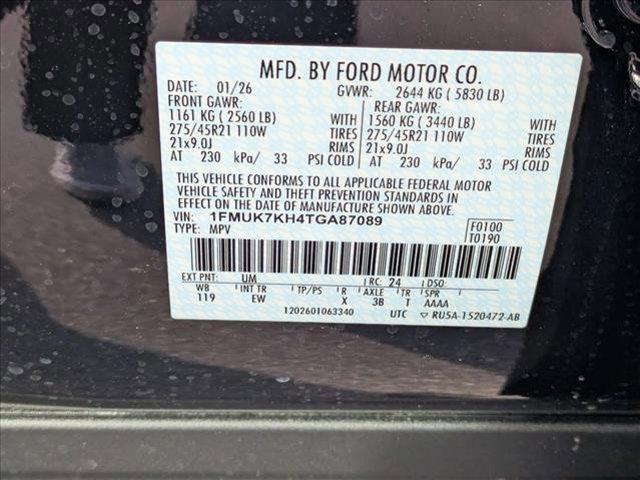 MFD. BY FORD MOTOR CO.
DATE: 01/26 GVWR: 2644 KG ( 5830 LB)
FRONT GAWR: REAR GAWR:
1161 KG ( 2560 LB) WITH 1560 KG ( 3440 LB) WITH
275/45R21 110W TIRES 275/45R21 110W TIRES
21x9.0J RIMS 21x9.0J RIMS
AT 230 kPa/ 33 PSI COLD AT 230 kPa/ 33 PSI COLD
THIS VEHICLE CONFORMS TO ALL APPLICABLE FEDERAL MOTOR
VEHICLE SAFETY AND THEFT PREVENTION STANDARDS IN
EFFECT ON THE DATE OF MANUFACTURE SHOWN ABOVE.
VIN: 1FMUK7KH4TGA87089 F0100
TYPE: MPV T0190
EXT PNT: UM RC: 24 DSO:
WB INT TR TP/PS R AXLE TR SPR
119 EW X 3B T AAAA
1202601063340 UTC ▽ RU5A-1520472-AB